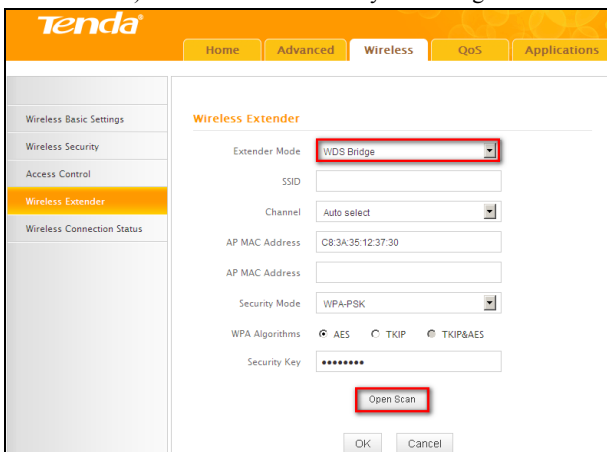 Tenda
Home Advanced Wireless QoS Applications
Wireless Basic Settings
Wireless Security
Access Control
Wireless Extender
Wireless Connection Status
Wireless Extender
Extender Mode WDS Bridge
SSID
Channel Auto select
AP MAC Address C8:3A:35:12:37:30
AP MAC Address
Security Mode WPA-PSK
WPA Algorithms AES TKIP TKIP&AES
Security Key ••••••••
Open Scan
OK Cancel